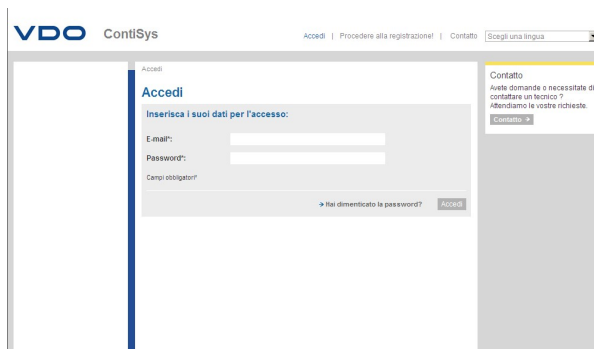 VDO ContiSys
Accedi | Procedere alla registrazione! | Contatto Scegli una lingua
Accedi
Accedi
Inserisca i suoi dati per l'accesso:
E-mail*:
Password*:
Campi obbligatori*
Hai dimenticato la password? Accedi
Contatto
Avete domande o necessitate di
contattare un tecnico ?
Attendiamo le vostre richieste.
Contatto